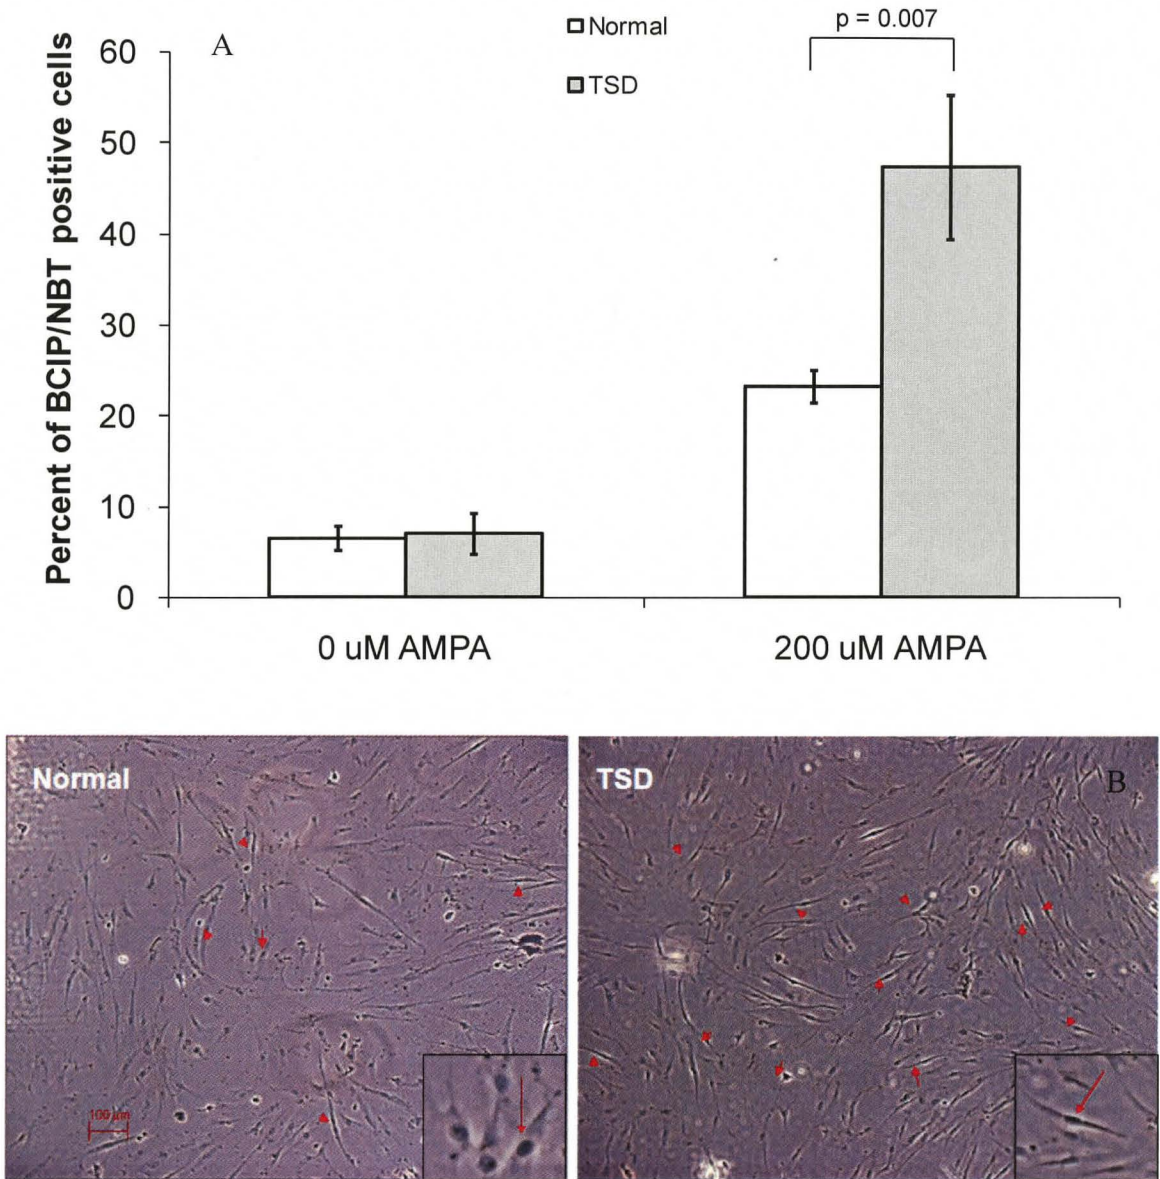 A
Normal
TSD
p = 0.007
Percent of BCIP/NBT positive cells
60
50
40
30
20
10
0
0 uM AMPA
200 uM AMPA
Normal
TSD
B
100 µm